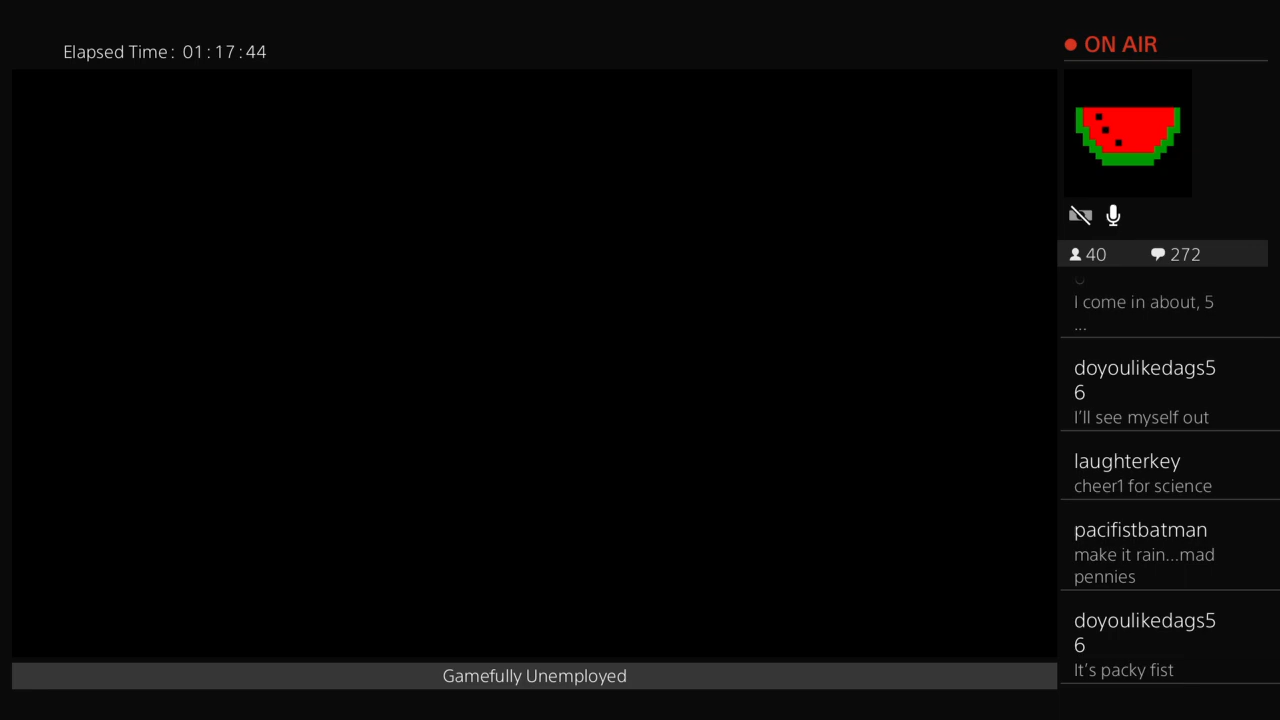 Elapsed Time: 01:17:44
ON AIR
40 272
I come in about, 5
...
doyoulikedags5
6
I'll see myself out
laughterkey
cheer1 for science
pacifistbatman
make it rain...mad
pennies
doyoulikedags5
6
It's packy fist
Gamefully Unemployed